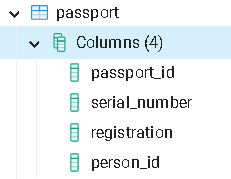 passport
Columns (4)
passport_id
serial_number
registration
person_id